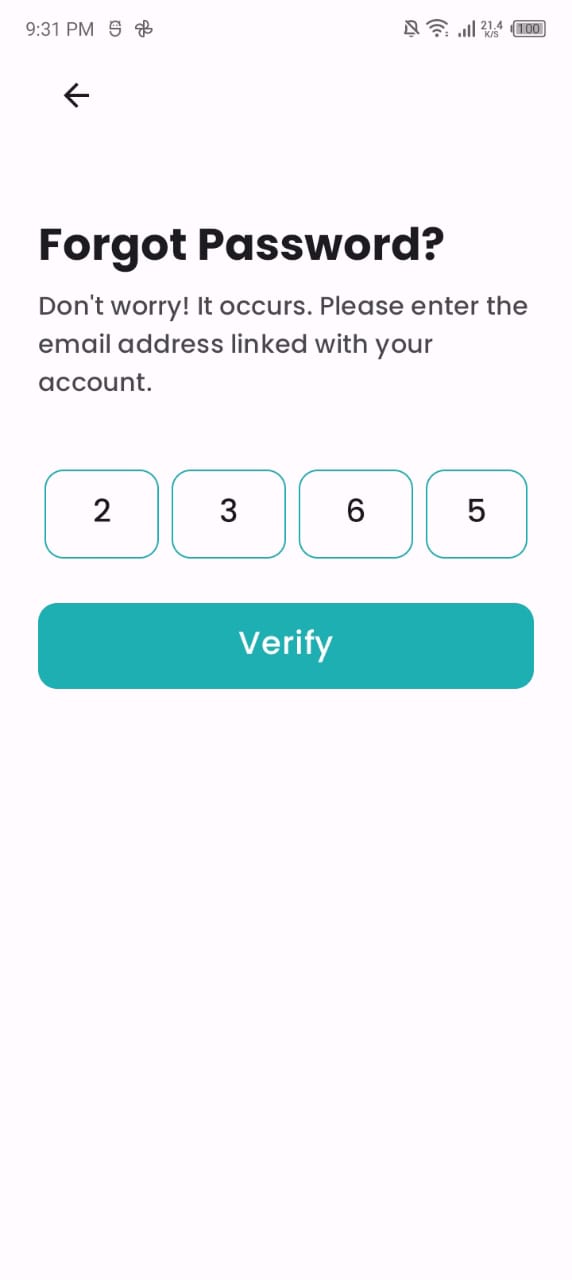 9:31 PM
21.4
K/S
100
Forgot Password?
Don't worry! It occurs. Please enter the
email address linked with your
account.
2 3 6 5
Verify